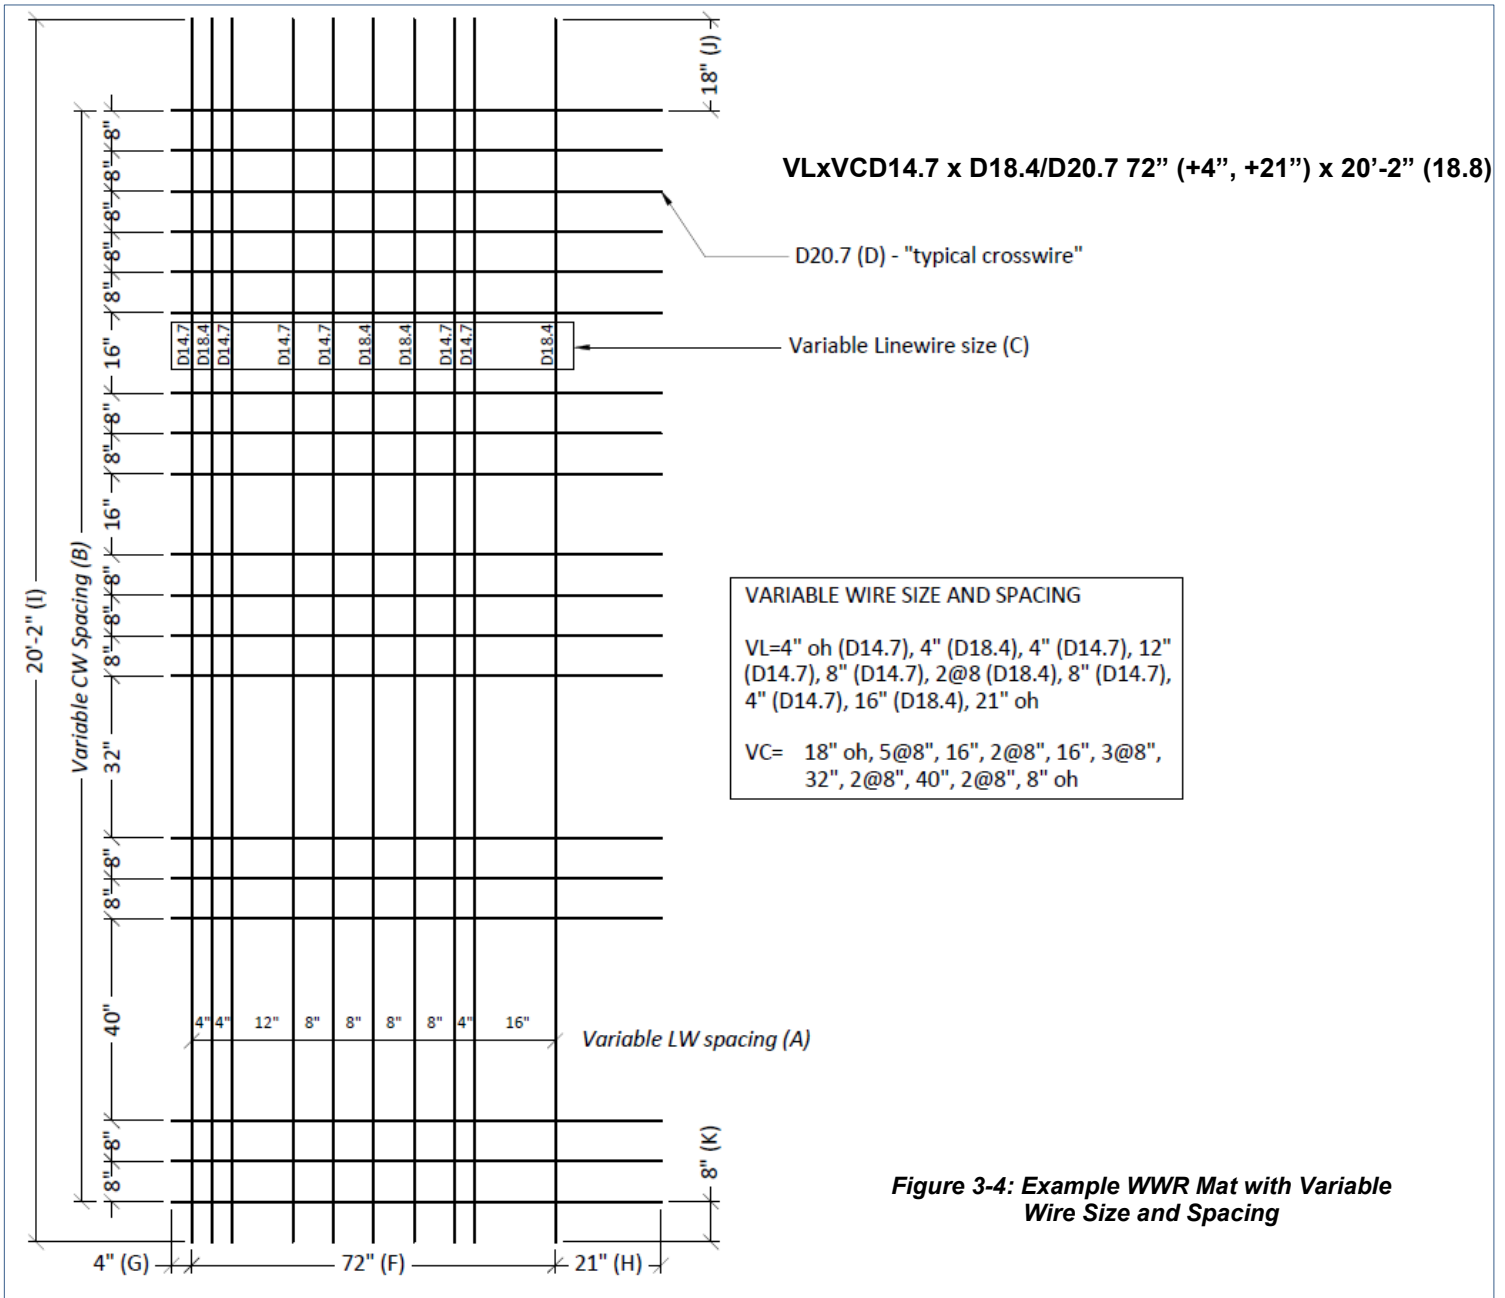 18" (J)
VLxVCD14.7 x D18.4/D20.7 72” (+4”, +21”) x 20’-2” (18.8)
D20.7 (D) - "typical crosswire"
8"
8"
8"
8"
8"
16"
8"
8"
16"
8"
8"
8"
32"
8"
8"
40"
8"
8"
20'-2" (I)
Variable CW Spacing (B)
D14.7
D18.4
D14.7
D14.7
D14.7
D18.4
D18.4
D14.7
D14.7
D18.4
Variable Linewire size (C)
VARIABLE WIRE SIZE AND SPACING
VL=4" oh (D14.7), 4" (D18.4), 4" (D14.7), 12"
(D14.7), 8" (D14.7), 2@8 (D18.4), 8" (D14.7),
4" (D14.7), 16" (D18.4), 21" oh
VC= 18" oh, 5@8", 16", 2@8", 16", 3@8",
32", 2@8", 40", 2@8", 8" oh
4" 4" 12" 8" 8" 8" 8" 4" 16"
Variable LW spacing (A)
8" (K)
Figure 3-4: Example WWR Mat with Variable
Wire Size and Spacing
4" (G) 72" (F) 21" (H)